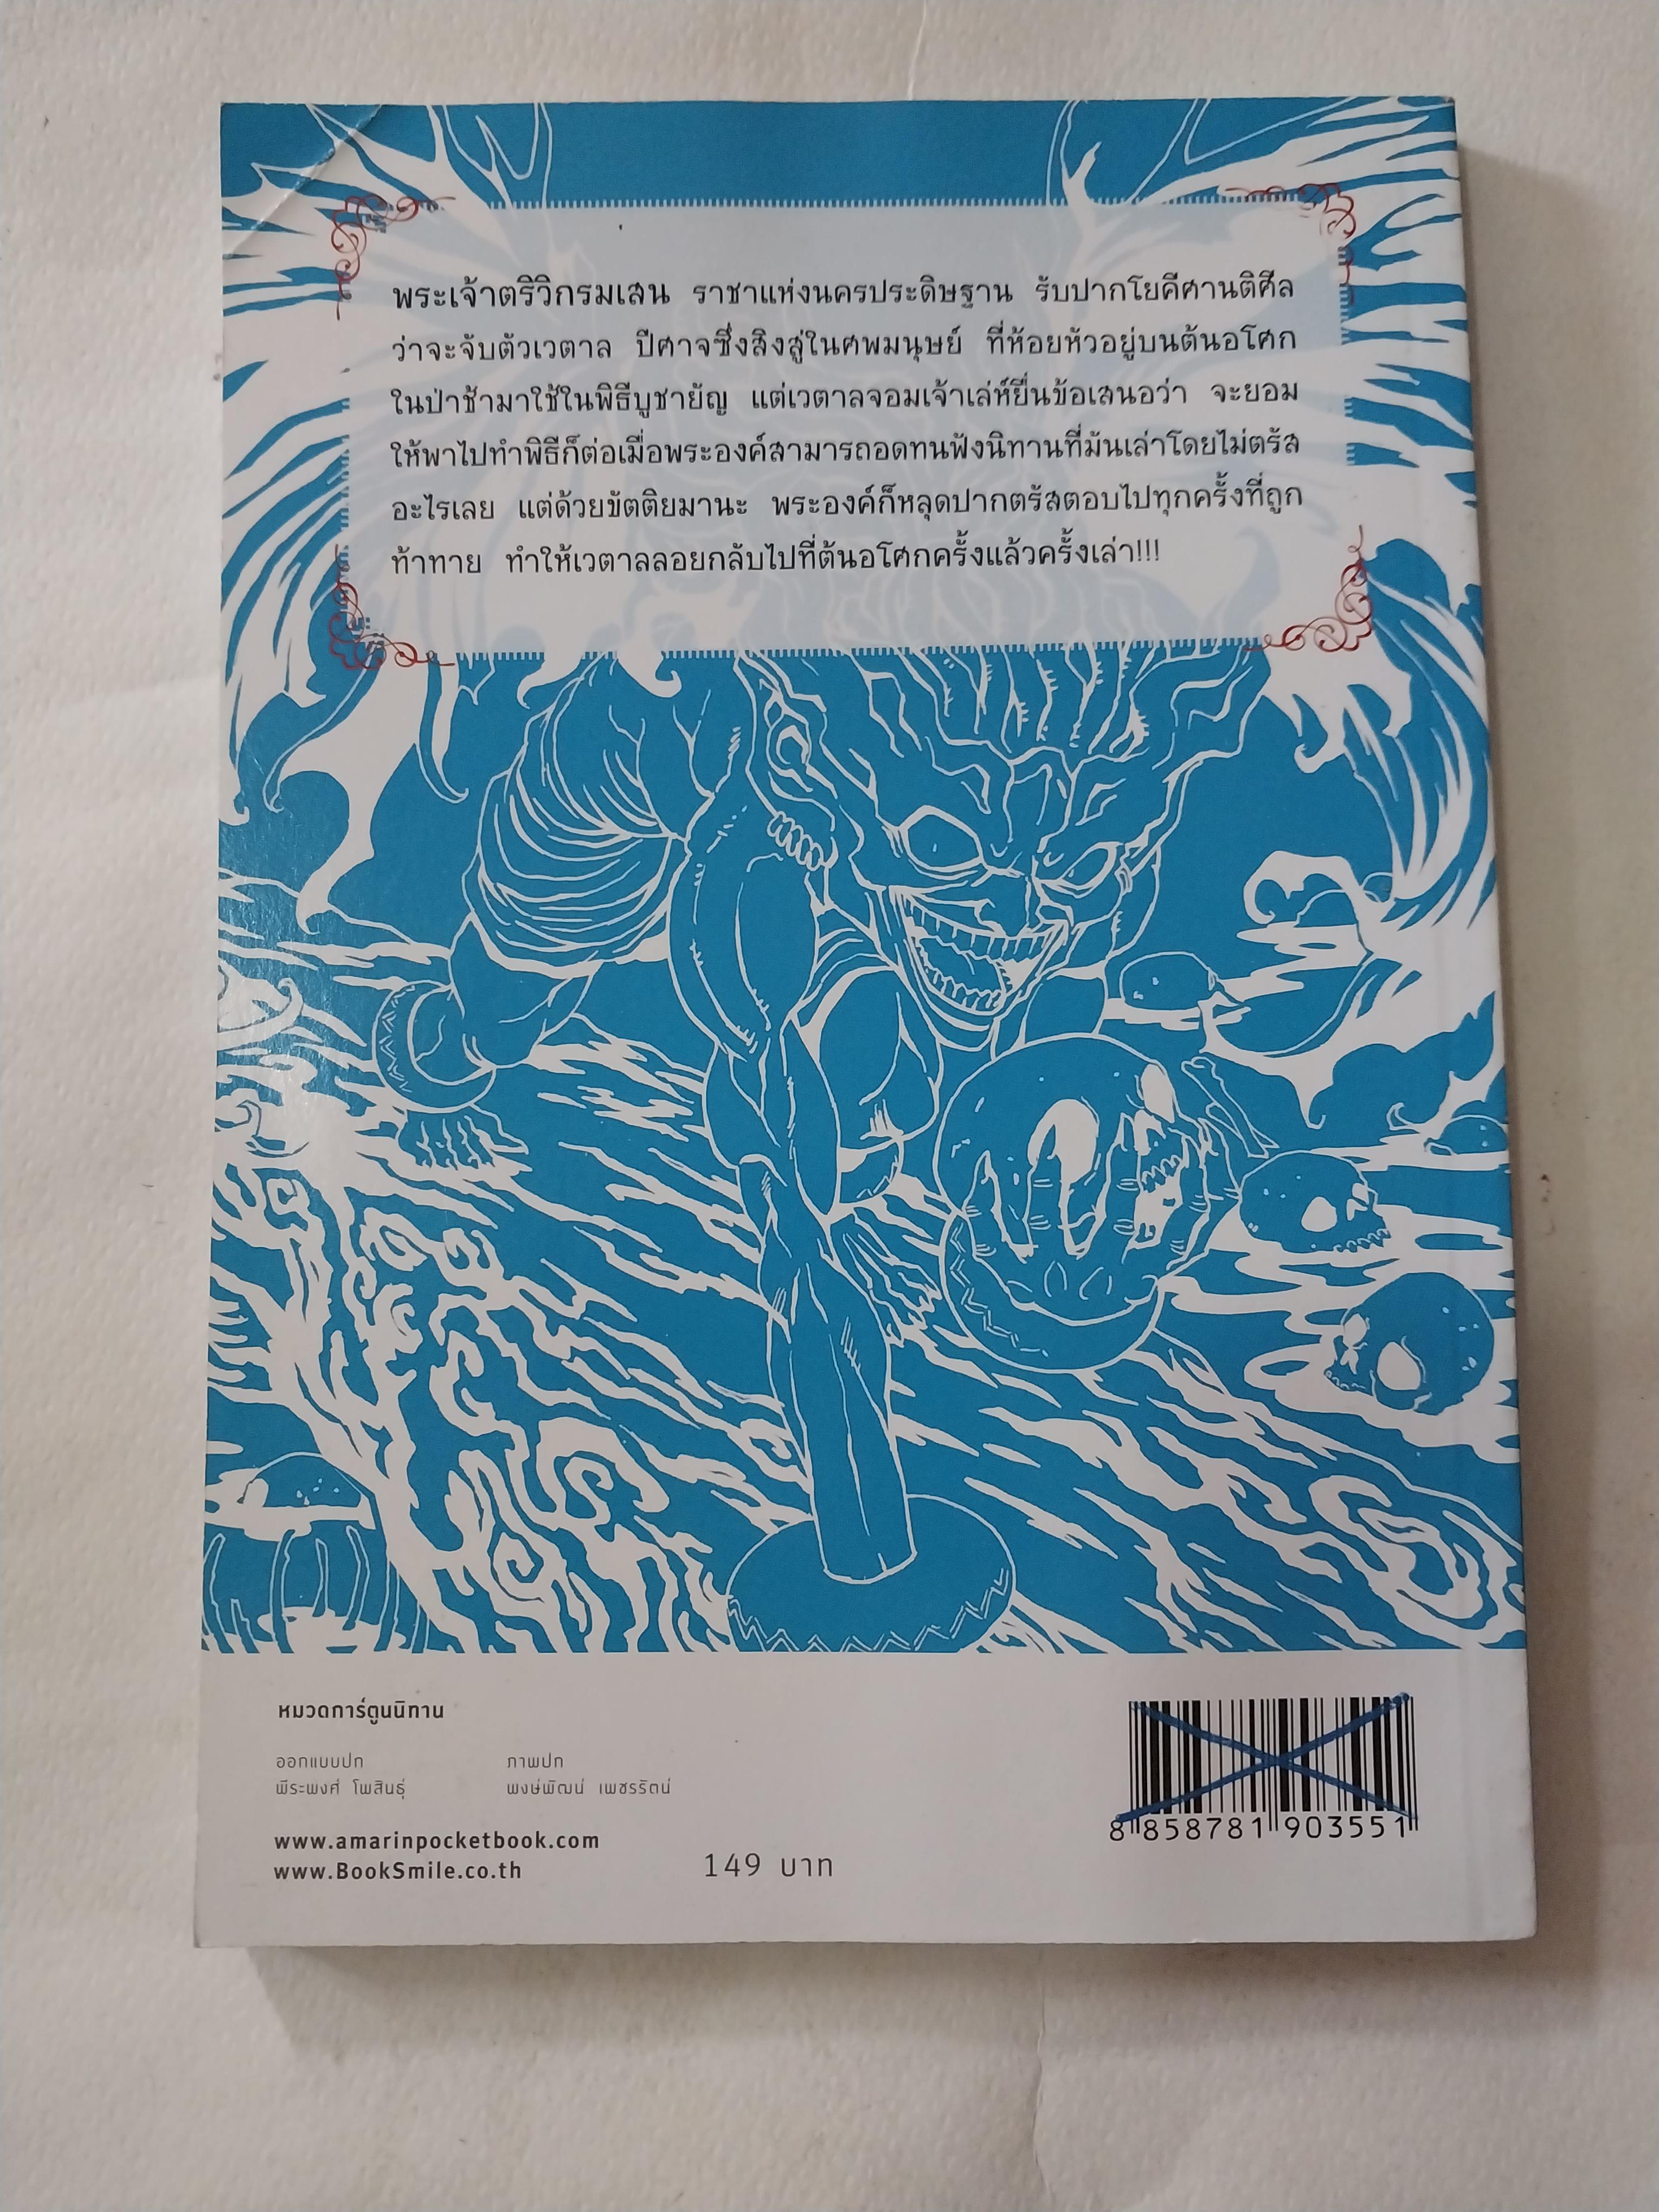 พระเจ้าตริวิกรมเสน ราชาแห่งนครประดิษฐาน รับปากโยคีศานติศีล
ว่าจะจับตัวเวตาล ปีศาจซึ่งสิงสู่ในศพมนุษย์ ที่ห้อยหัวอยู่บนต้นอโศก
ในป่าช้ามาใช้ในพิธีบูชายัญ แต่เวตาลจอมเจ้าเล่ห์ยื่นข้อเสนอว่า จะยอม
ให้พาไปทำพิธีก็ต่อเมื่อพระองค์สามารถอดทนฟังนิทานที่มันเล่าโดยไม่ตรัส
อะไรเลย แต่ด้วยขัตติยมานะ พระองค์ก็หลุดปากตรัสตอบไปทุกครั้งที่ถูก
ท้าทาย ทำให้เวตาลลอยกลับไปที่ต้นอโศกครั้งแล้วครั้งเล่า!!!
หมวดการ์ตูนนิทาน
ออกแบบปก ภาพปก
พีระพงศ์ โพสินธุ์ พงษ์พัฒน์ เพชรรัตน์
www.amarinpocketbook.com
www.BookSmile.co.th
149 บาท
8 858781 903551